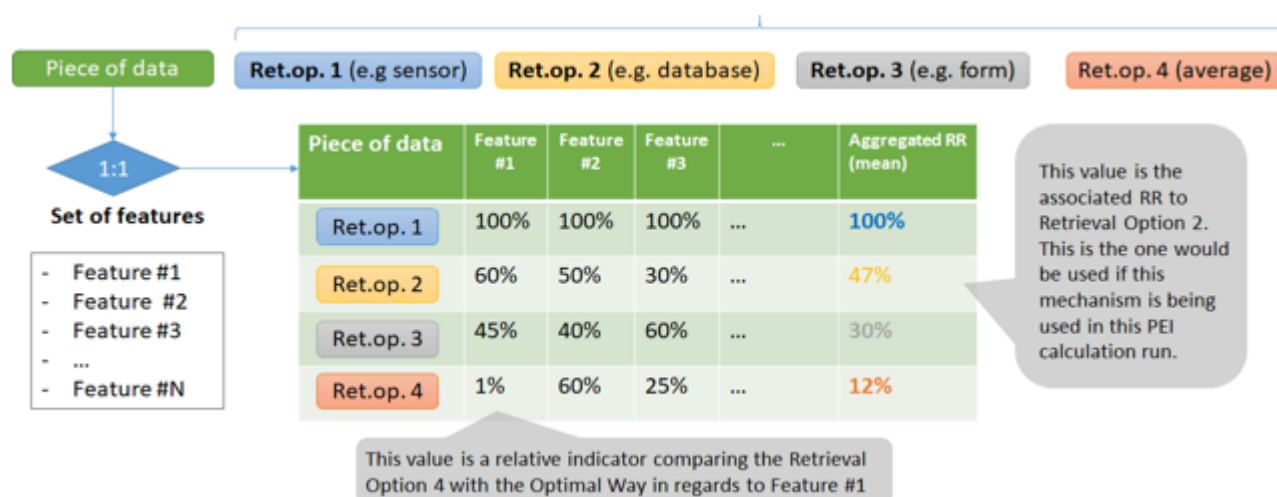 Piece of data
Ret.op. 1 (e.g sensor)
Ret.op. 2 (e.g. database)
Ret.op. 3 (e.g. form)
Ret.op. 4 (average)
1:1
Set of features
- Feature #1
- Feature #2
- Feature #3
- ...
- Feature #N
Piece of data Feature #1 Feature #2 Feature #3 ... Aggregated RR (mean)
Ret.op. 1 100% 100% 100% ... 100%
Ret.op. 2 60% 50% 30% ... 47%
Ret.op. 3 45% 40% 60% ... 30%
Ret.op. 4 1% 60% 25% ... 12%
This value is the
associated RR to
Retrieval Option 2.
This is the one would
be used if this
mechanism is being
used in this PEI
calculation run.
This value is a relative indicator comparing the Retrieval
Option 4 with the Optimal Way in regards to Feature #1